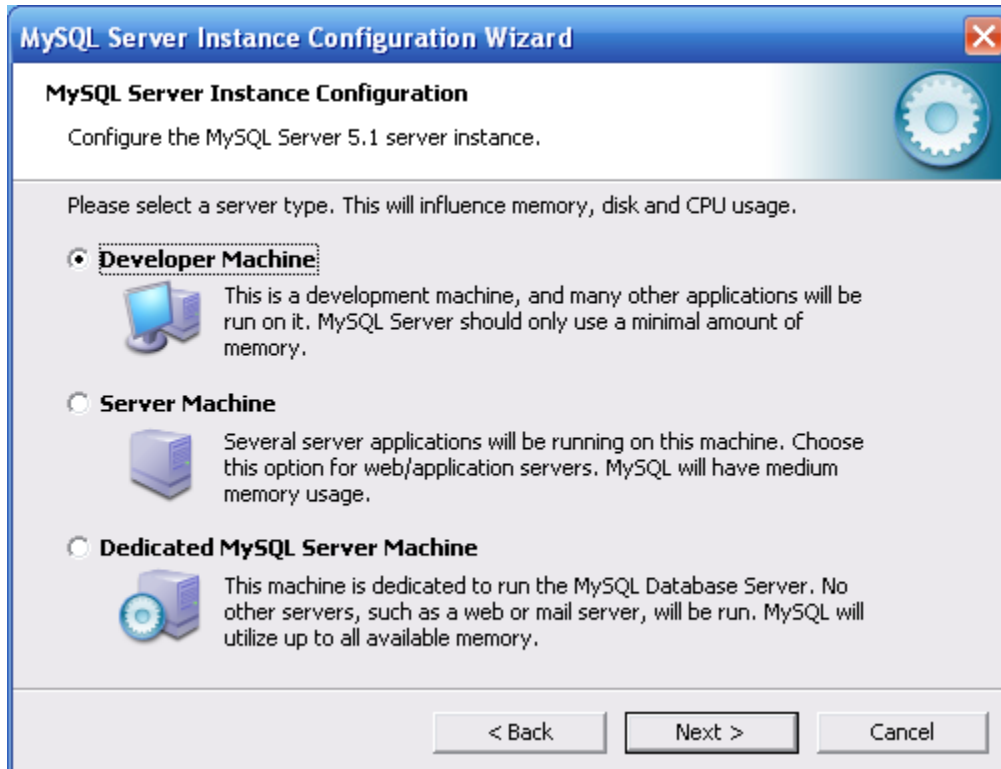 MySQL Server Instance Configuration Wizard
MySQL Server Instance Configuration
Configure the MySQL Server 5.1 server instance.
Please select a server type. This will influence memory, disk and CPU usage.
Developer Machine
This is a development machine, and many other applications will be
run on it. MySQL Server should only use a minimal amount of
memory.
Server Machine
Several server applications will be running on this machine. Choose
this option for web/application servers. MySQL will have medium
memory usage.
Dedicated MySQL Server Machine
This machine is dedicated to run the MySQL Database Server. No
other servers, such as a web or mail server, will be run. MySQL will
utilize up to all available memory.
< Back Next > Cancel